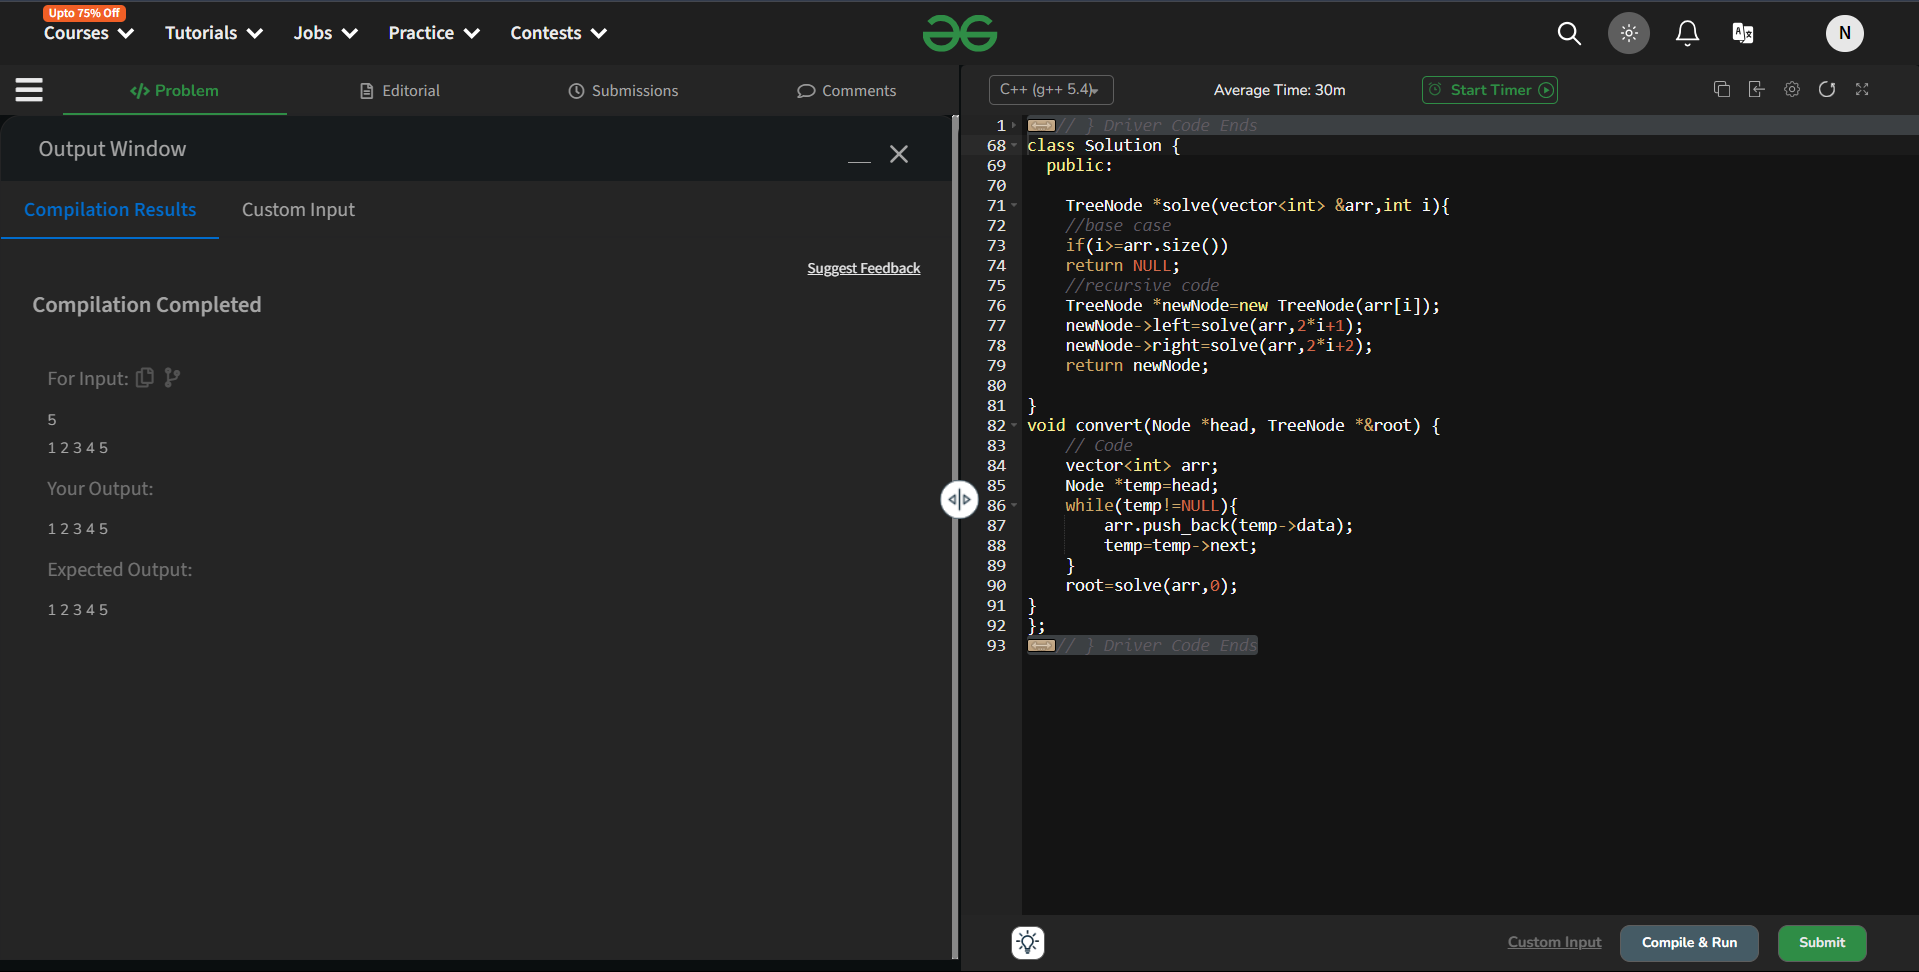 Upto 75% Off
Courses Tutorials Jobs Practice Contests
N
</> Problem Editorial Submissions Comments
C++ (g++ 5.4) Average Time: 30m Start Timer
Output Window
Compilation Results Custom Input
Suggest Feedback
Compilation Completed
For Input:
5
1 2 3 4 5
Your Output:
1 2 3 4 5
Expected Output:
1 2 3 4 5
1 // } Driver Code Ends
68 class Solution {
69   public:
70
71     TreeNode *solve(vector<int> &arr,int i){
72     //base case
73     if(i>=arr.size())
74     return NULL;
75     //recursive code
76     TreeNode *newNode=new TreeNode(arr[i]);
77     newNode->left=solve(arr,2*i+1);
78     newNode->right=solve(arr,2*i+2);
79     return newNode;
80
81 }
82 void convert(Node *head, TreeNode *&root) {
83     // Code
84     vector<int> arr;
85     Node *temp=head;
86     while(temp!=NULL){
87         arr.push_back(temp->data);
88         temp=temp->next;
89     }
90     root=solve(arr,0);
91 }
92 };
93 // } Driver Code Ends
Custom Input Compile & Run Submit